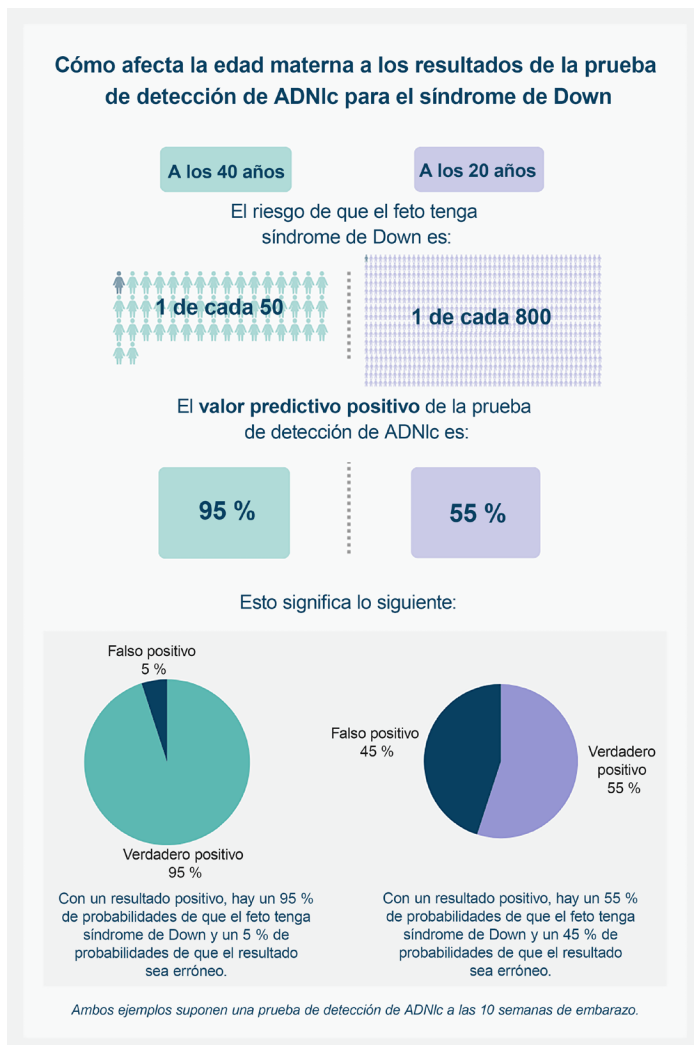 Cómo afecta la edad materna a los resultados de la prueba
de detección de ADNlc para el síndrome de Down
A los 40 años
A los 20 años
El riesgo de que el feto tenga
síndrome de Down es:
1 de cada 50
1 de cada 800
El valor predictivo positivo de la prueba
de detección de ADNlc es:
95 %
55 %
Esto significa lo siguiente:
Falso positivo
5 %
Verdadero positivo
95 %
Con un resultado positivo, hay un 95 %
de probabilidades de que el feto tenga
síndrome de Down y un 5 % de
probabilidades de que el resultado
sea erróneo.
Falso positivo
45 %
Verdadero
positivo
55 %
Con un resultado positivo, hay un 55 %
de probabilidades de que el feto tenga
síndrome de Down y un 45 % de
probabilidades de que el resultado
sea erróneo.
Ambos ejemplos suponen una prueba de detección de ADNlc a las 10 semanas de embarazo.